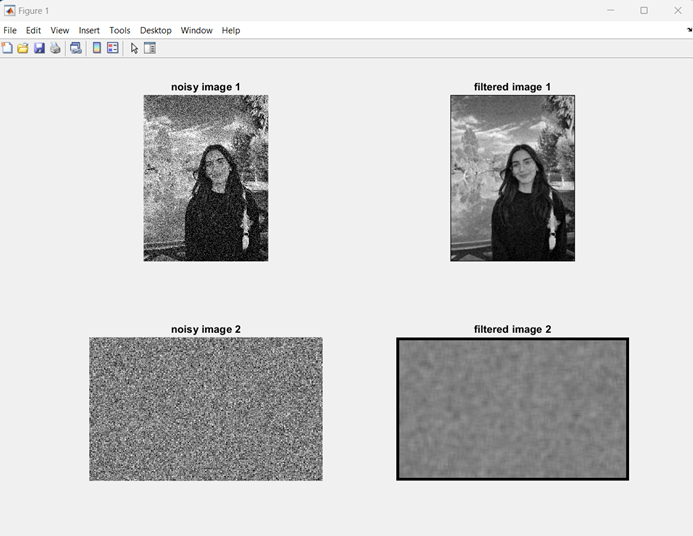 Figure 1
File Edit View Insert Tools Desktop Window Help
noisy image 1 filtered image 1
noisy image 2 filtered image 2